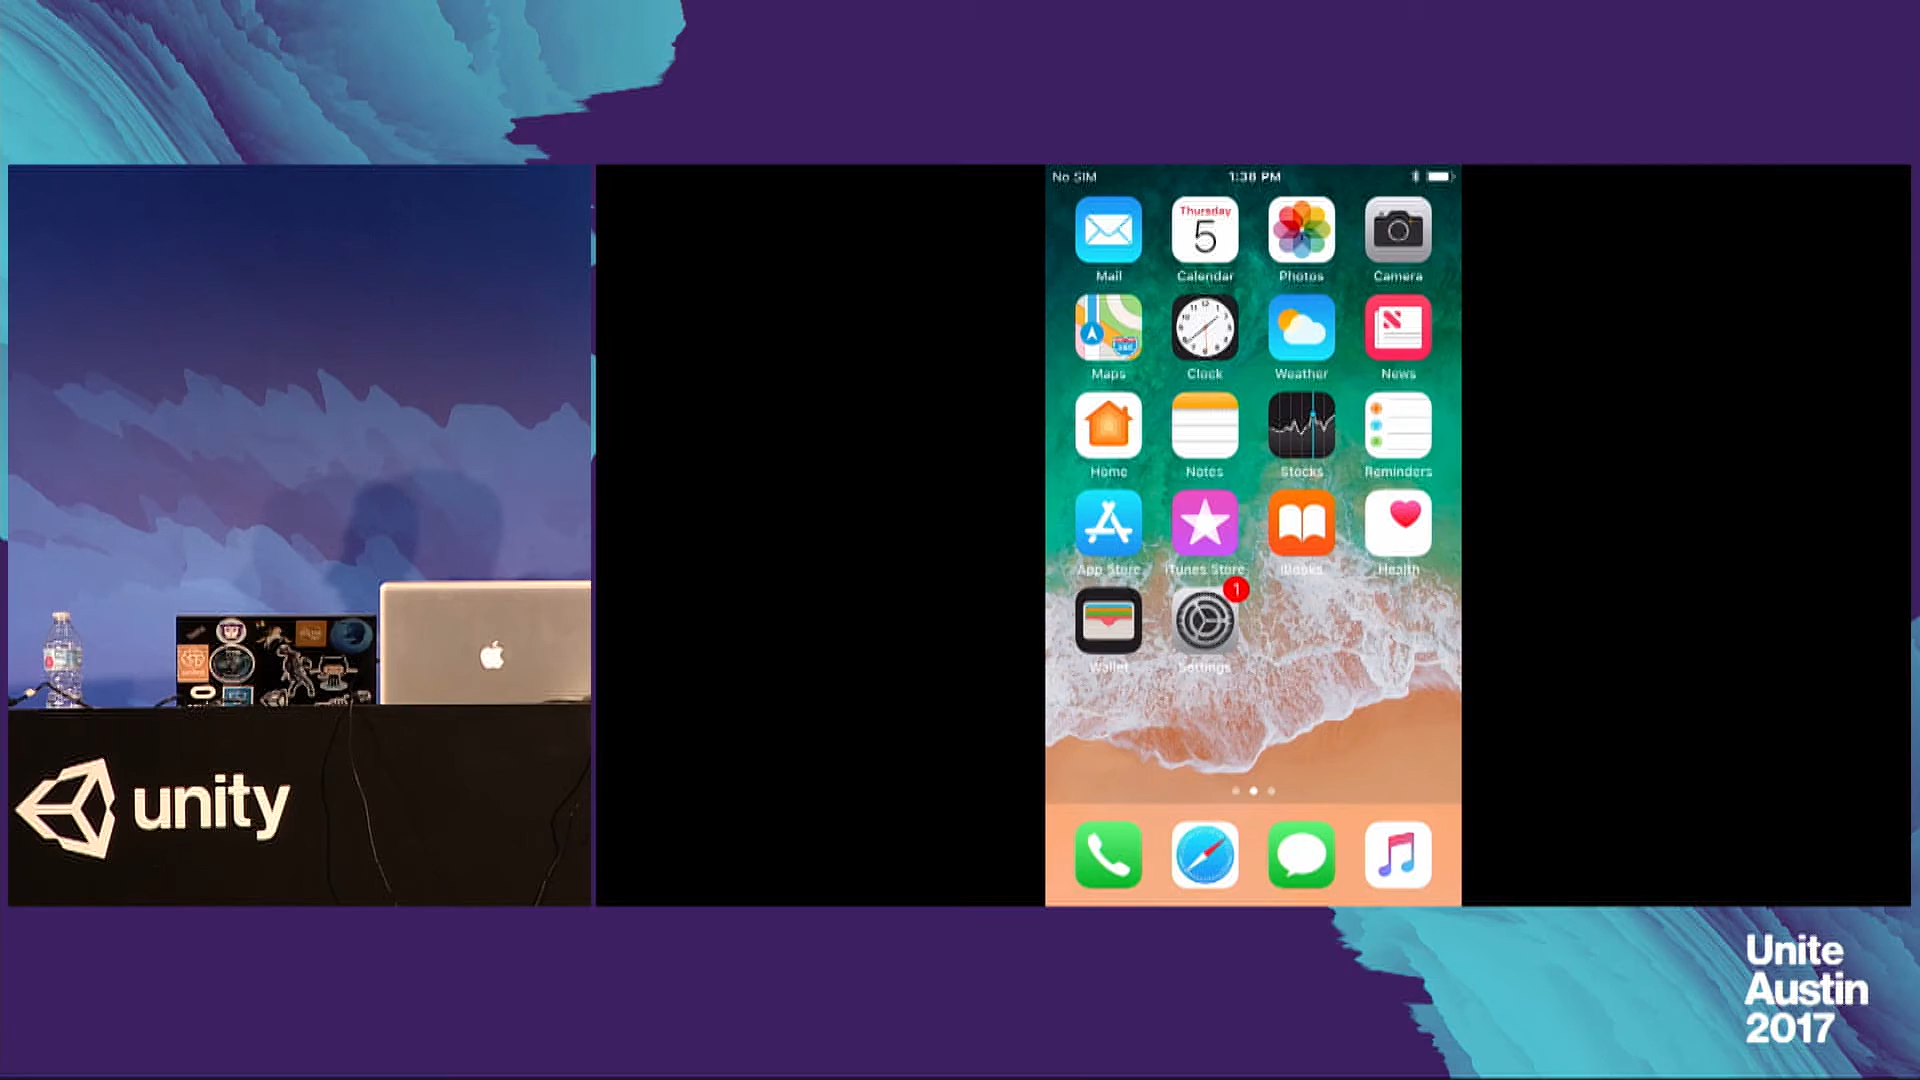 No SIM 1:38 PM
Thursday
5
Mail Calendar Photos Camera
Maps Clock Weather News
Home Notes Stocks Reminders
App Store iTunes Store iBooks Health
1
Wallet Settings
unity
Unite
Austin
2017